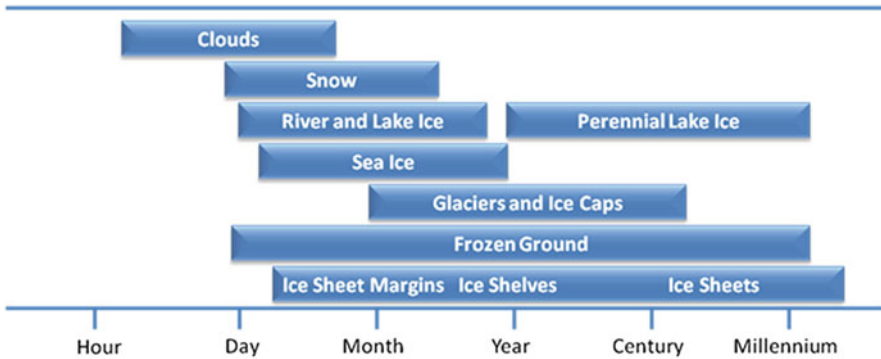 Clouds
Snow
River and Lake Ice Perennial Lake Ice
Sea Ice
Glaciers and Ice Caps
Frozen Ground
Ice Sheet Margins Ice Shelves Ice Sheets
Hour Day Month Year Century Millennium